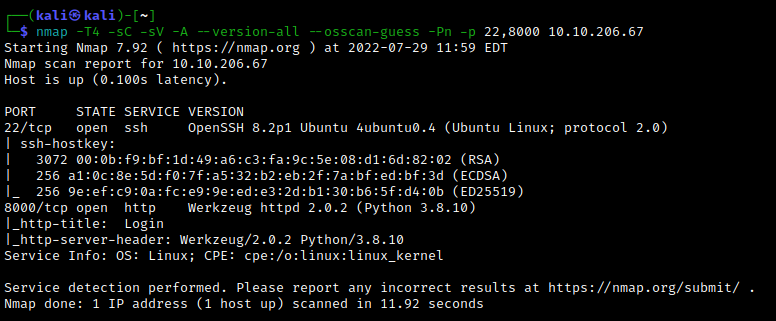 ┌──(kali㉿kali)-[~]
└─$ nmap -T4 -sC -sV -A --version-all --osscan-guess -Pn -p 22,8000 10.10.206.67
Starting Nmap 7.92 ( https://nmap.org ) at 2022-07-29 11:59 EDT
Nmap scan report for 10.10.206.67
Host is up (0.100s latency).

PORT     STATE SERVICE VERSION
22/tcp   open  ssh     OpenSSH 8.2p1 Ubuntu 4ubuntu0.4 (Ubuntu Linux; protocol 2.0)
| ssh-hostkey:
|   3072 00:0b:f9:bf:1d:49:a6:c3:fa:9c:5e:08:d1:6d:82:02 (RSA)
|   256 a1:0c:8e:5d:f0:7f:a5:32:b2:eb:2f:7a:bf:ed:bf:3d (ECDSA)
|_  256 9e:ef:c9:0a:fc:e9:9e:ed:e3:2d:b1:30:b6:5f:d4:0b (ED25519)
8000/tcp open  http    Werkzeug httpd 2.0.2 (Python 3.8.10)
|_http-title:  Login
|_http-server-header: Werkzeug/2.0.2 Python/3.8.10
Service Info: OS: Linux; CPE: cpe:/o:linux:linux_kernel

Service detection performed. Please report any incorrect results at https://nmap.org/submit/ .
Nmap done: 1 IP address (1 host up) scanned in 11.92 seconds